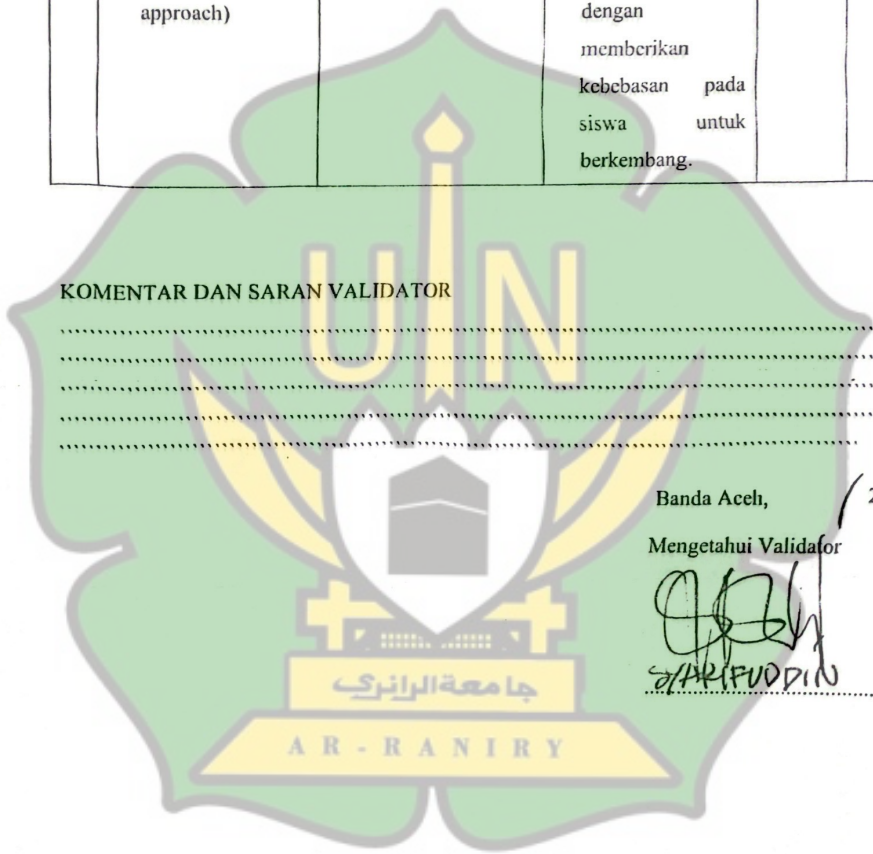 approach)
dengan
memberikan
kebebasan pada
siswa untuk
berkembang.
UIN
KOMENTAR DAN SARAN VALIDATOR
Banda Aceh,
Mengetahui Validator
SYARIFUDDIN
جامعة الرانري
AR-RANIRY